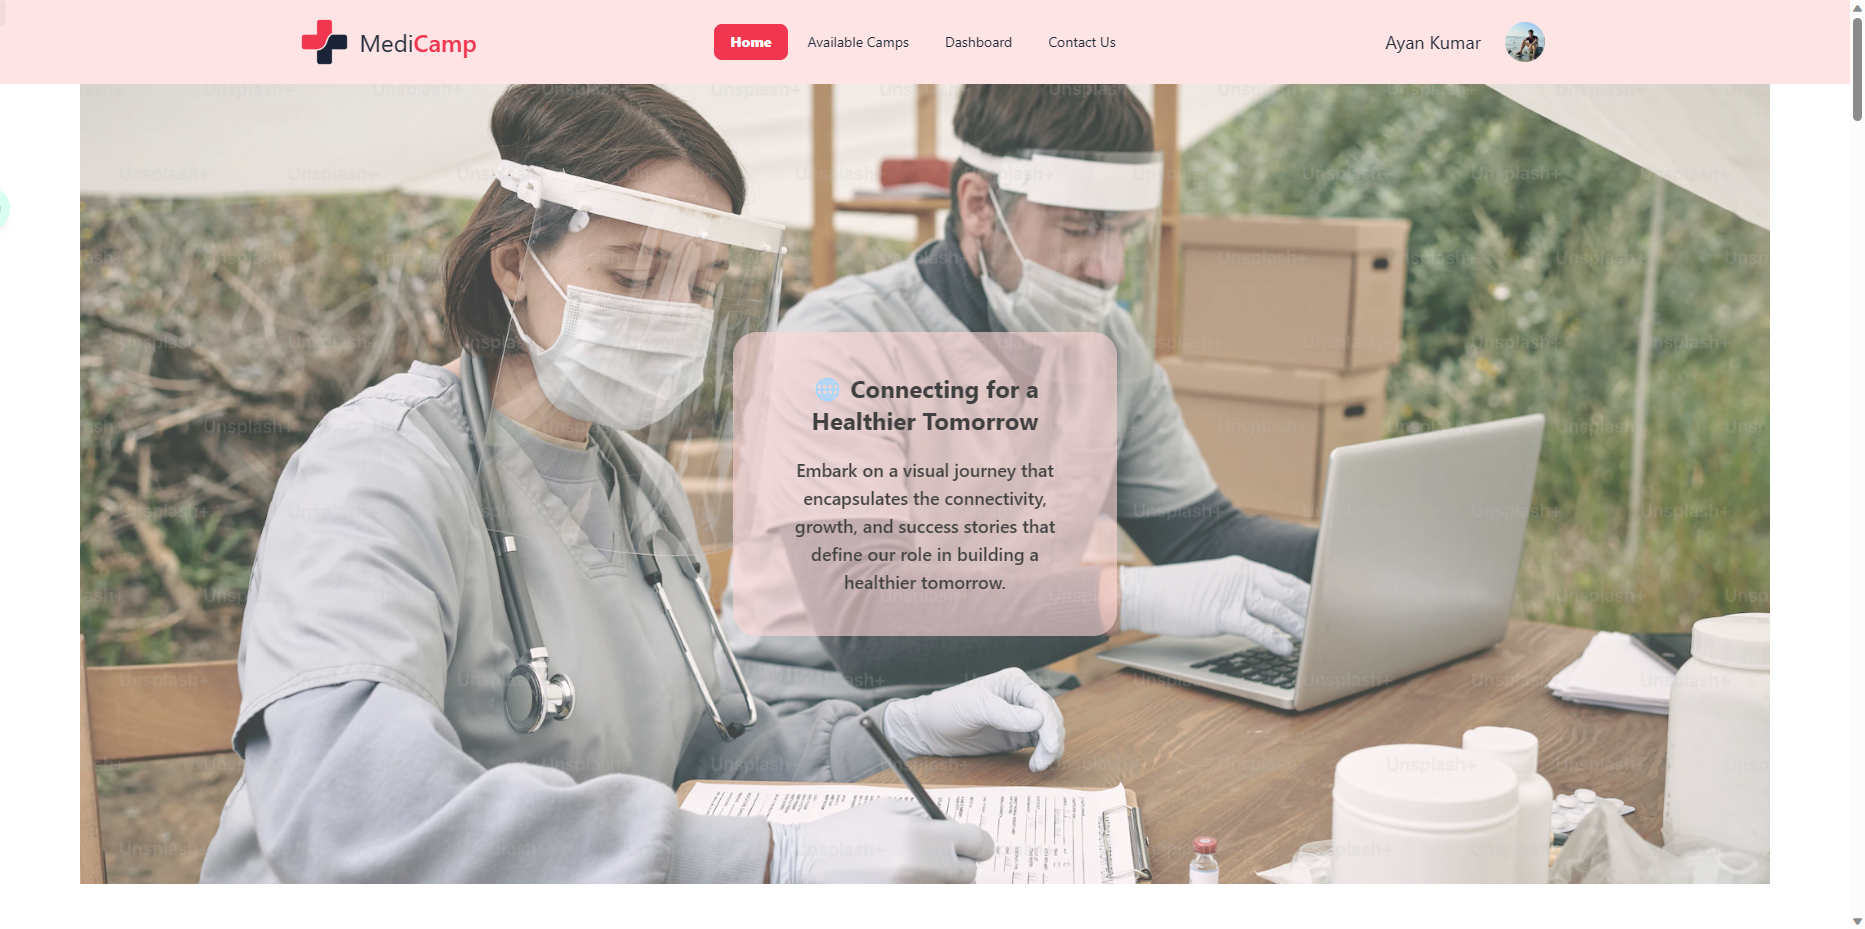 MediCamp
Home
Available Camps
Dashboard
Contact Us
Ayan Kumar
🌐 Connecting for a
Healthier Tomorrow
Embark on a visual journey that
encapsulates the connectivity,
growth, and success stories that
define our role in building a
healthier tomorrow.
Unsplash+